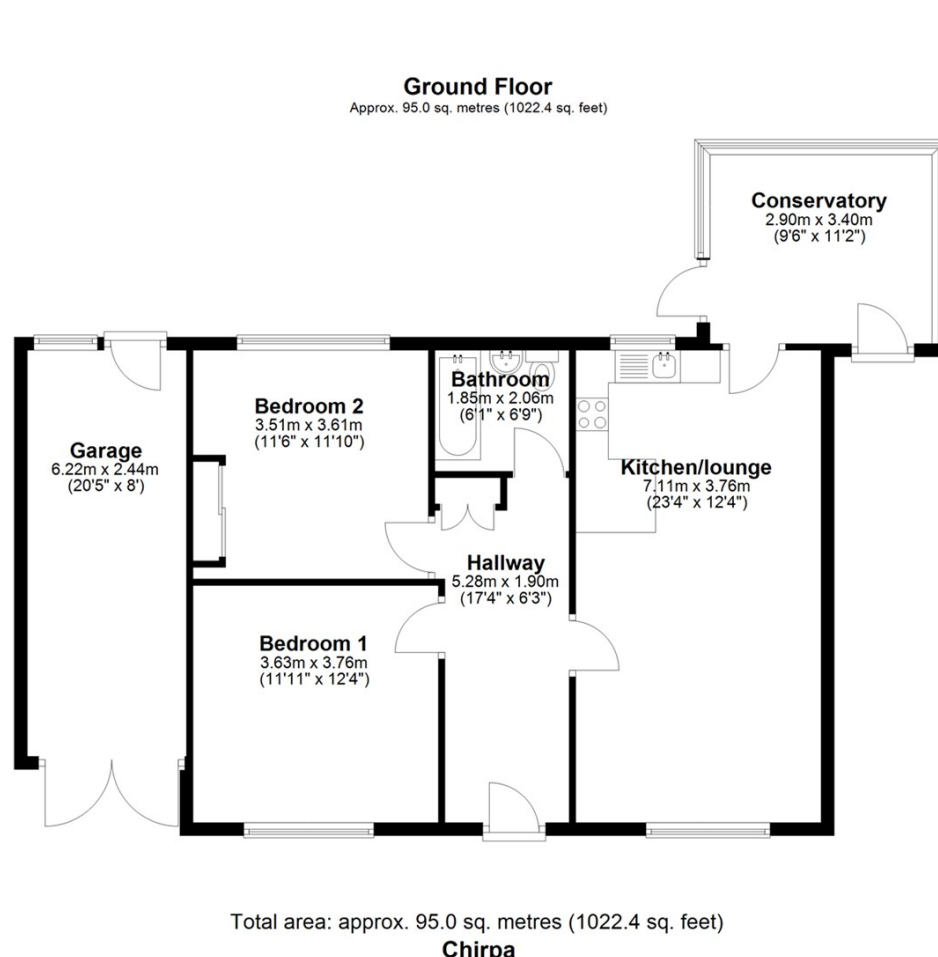 Ground Floor
Approx. 95.0 sq. metres (1022.4 sq. feet)
Conservatory
2.90m x 3.40m
(9'6" x 11'2")
Bathroom
1.85m x 2.06m
(6'1" x 6'9")
Bedroom 2
3.51m x 3.61m
(11'6" x 11'10")
Garage
6.22m x 2.44m
(20'5" x 8')
Kitchen/lounge
7.11m x 3.76m
(23'4" x 12'4")
Hallway
5.28m x 1.90m
(17'4" x 6'3")
Bedroom 1
3.63m x 3.76m
(11'11" x 12'4")
Total area: approx. 95.0 sq. metres (1022.4 sq. feet)
Chirpa